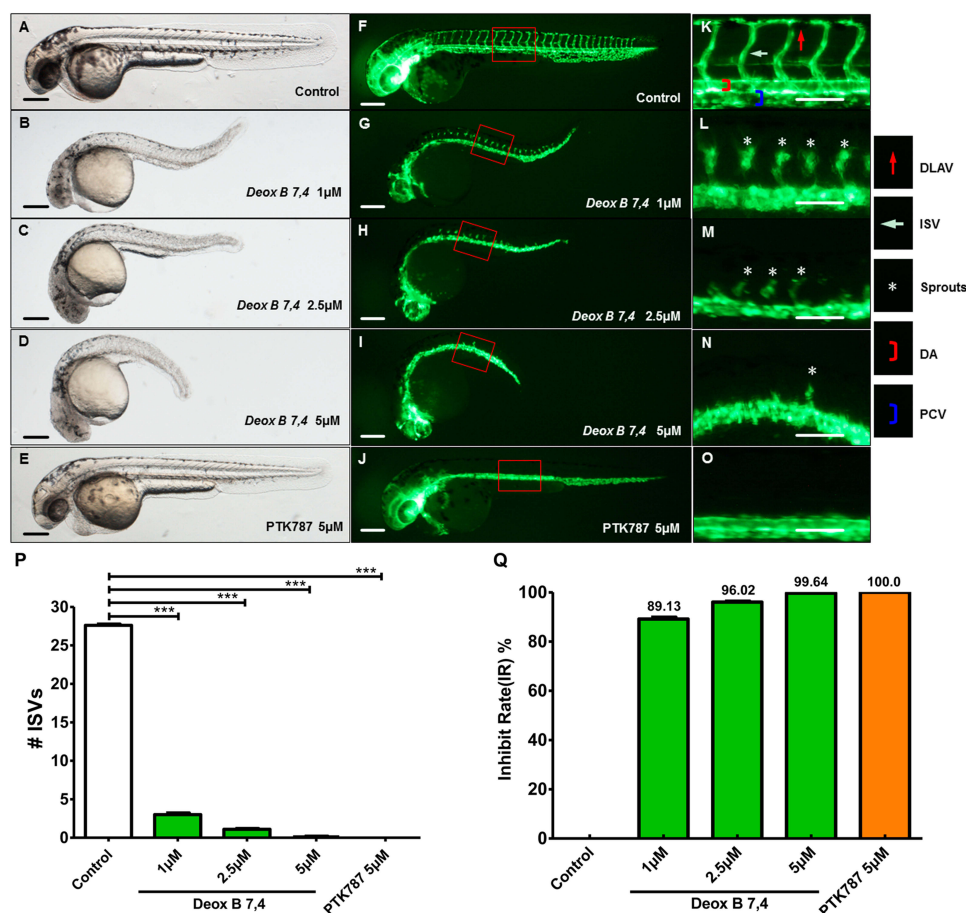 A
Control
B
Deox B 7,4 1μM
C
Deox B 7,4 2.5μM
D
Deox B 7,4 5μM
E
PTK787 5μM
F
Control
G
Deox B 7,4 1μM
H
Deox B 7,4 2.5μM
I
Deox B 7,4 5μM
J
PTK787 5μM
K
L
* * * *
M
* * *
N
*
O
DLAV
ISV
* Sprouts
DA
PCV
P
***
***
***
***
# ISVs
30
25
20
15
10
5
0
Control
1μM
2.5μM
5μM
PTK787 5μM
Deox B 7,4
Q
Inhibit Rate(IR) %
100
80
60
40
20
0
89.13
96.02
99.64
100.0
Control
1μM
2.5μM
5μM
PTK787 5μM
Deox B 7,4